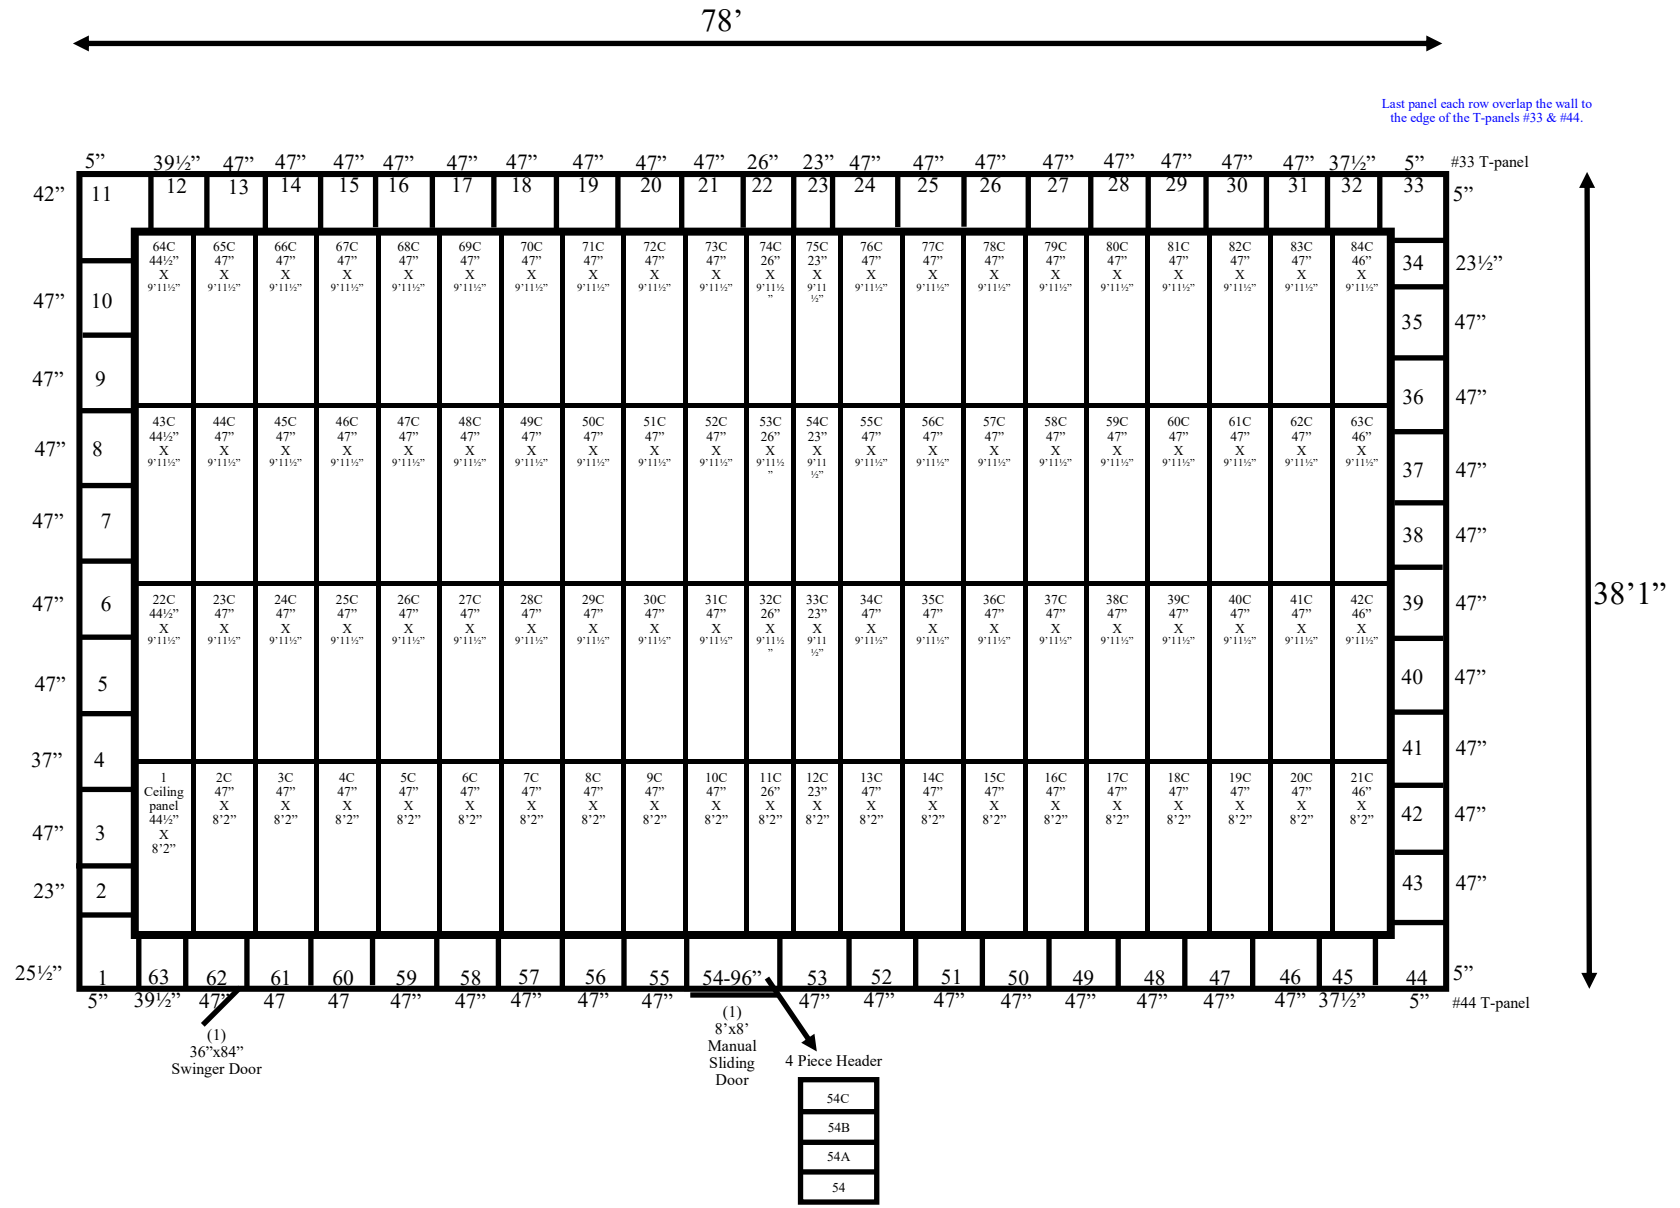 78’
Last panel each row overlap the wall to
the edge of the T-panels #33 & #44.
5” 39½” 47” 47” 47” 47” 47” 47” 47” 47” 47” 26” 23” 47” 47” 47” 47” 47” 47” 47” 47” 37½” 5” #33 T-panel
42” 11 12 13 14 15 16 17 18 19 20 21 22 23 24 25 26 27 28 29 30 31 32 33 5”
64C 65C 66C 67C 68C 69C 70C 71C 72C 73C 74C 75C 76C 77C 78C 79C 80C 81C 82C 83C 84C
44½” 47” 47” 47” 47” 47” 47” 47” 47” 47” 26” 23” 47” 47” 47” 47” 47” 47” 47” 47” 46”
X X X X X X X X X X X X X X X X X X X X X
9’11½” 9’11½” 9’11½” 9’11½” 9’11½” 9’11½” 9’11½” 9’11½” 9’11½” 9’11½” 9’11½ 9’11 9’11½” 9’11½” 9’11½” 9’11½” 9’11½” 9’11½” 9’11½” 9’11½” 9’11½”
” ½”
34 23½”
47” 10
35 47”
47” 9
36 47”
43C 44C 45C 46C 47C 48C 49C 50C 51C 52C 53C 54C 55C 56C 57C 58C 59C 60C 61C 62C 63C
44½” 47” 47” 47” 47” 47” 47” 47” 47” 47” 26” 23” 47” 47” 47” 47” 47” 47” 47” 47” 46”
X X X X X X X X X X X X X X X X X X X X X
9’11½” 9’11½” 9’11½” 9’11½” 9’11½” 9’11½” 9’11½” 9’11½” 9’11½” 9’11½” 9’11½ 9’11 9’11½” 9’11½” 9’11½” 9’11½” 9’11½” 9’11½” 9’11½” 9’11½” 9’11½”
” ½”
47” 8
37 47”
47” 7
38 47”
22C 23C 24C 25C 26C 27C 28C 29C 30C 31C 32C 33C 34C 35C 36C 37C 38C 39C 40C 41C 42C
44½” 47” 47” 47” 47” 47” 47” 47” 47” 47” 26” 23” 47” 47” 47” 47” 47” 47” 47” 47” 46”
X X X X X X X X X X X X X X X X X X X X X
9’11½” 9’11½” 9’11½” 9’11½” 9’11½” 9’11½” 9’11½” 9’11½” 9’11½” 9’11½” 9’11½ 9’11 9’11½” 9’11½” 9’11½” 9’11½” 9’11½” 9’11½” 9’11½” 9’11½” 9’11½”
” ½”
47” 6
39 47”
38’1”
47” 5
40 47”
37” 4
41 47”
1 2C 3C 4C 5C 6C 7C 8C 9C 10C 11C 12C 13C 14C 15C 16C 17C 18C 19C 20C 21C
Ceiling 47” 47” 47” 47” 47” 47” 47” 47” 47” 26” 23” 47” 47” 47” 47” 47” 47” 47” 47” 46”
panel X X X X X X X X X X X X X X X X X X X X
44½” 8’2” 8’2” 8’2” 8’2” 8’2” 8’2” 8’2” 8’2” 8’2” 8’2” 8’2” 8’2” 8’2” 8’2” 8’2” 8’2” 8’2” 8’2” 8’2” 8’2”
X
8’2”
47” 3
42 47”
23” 2
43 47”
25½” 1 63 62 61 60 59 58 57 56 55 54-96” 53 52 51 50 49 48 47 46 45 44 5”
5” 39½” 47” 47 47 47” 47” 47” 47” 47” 47” 47” 47” 47” 47” 47” 47” 47” 37½” 5” #44 T-panel
(1)
36”x84”
Swinger Door
(1)
8’x8’
Manual
Sliding
Door
4 Piece Header
54C
54B
54A
54